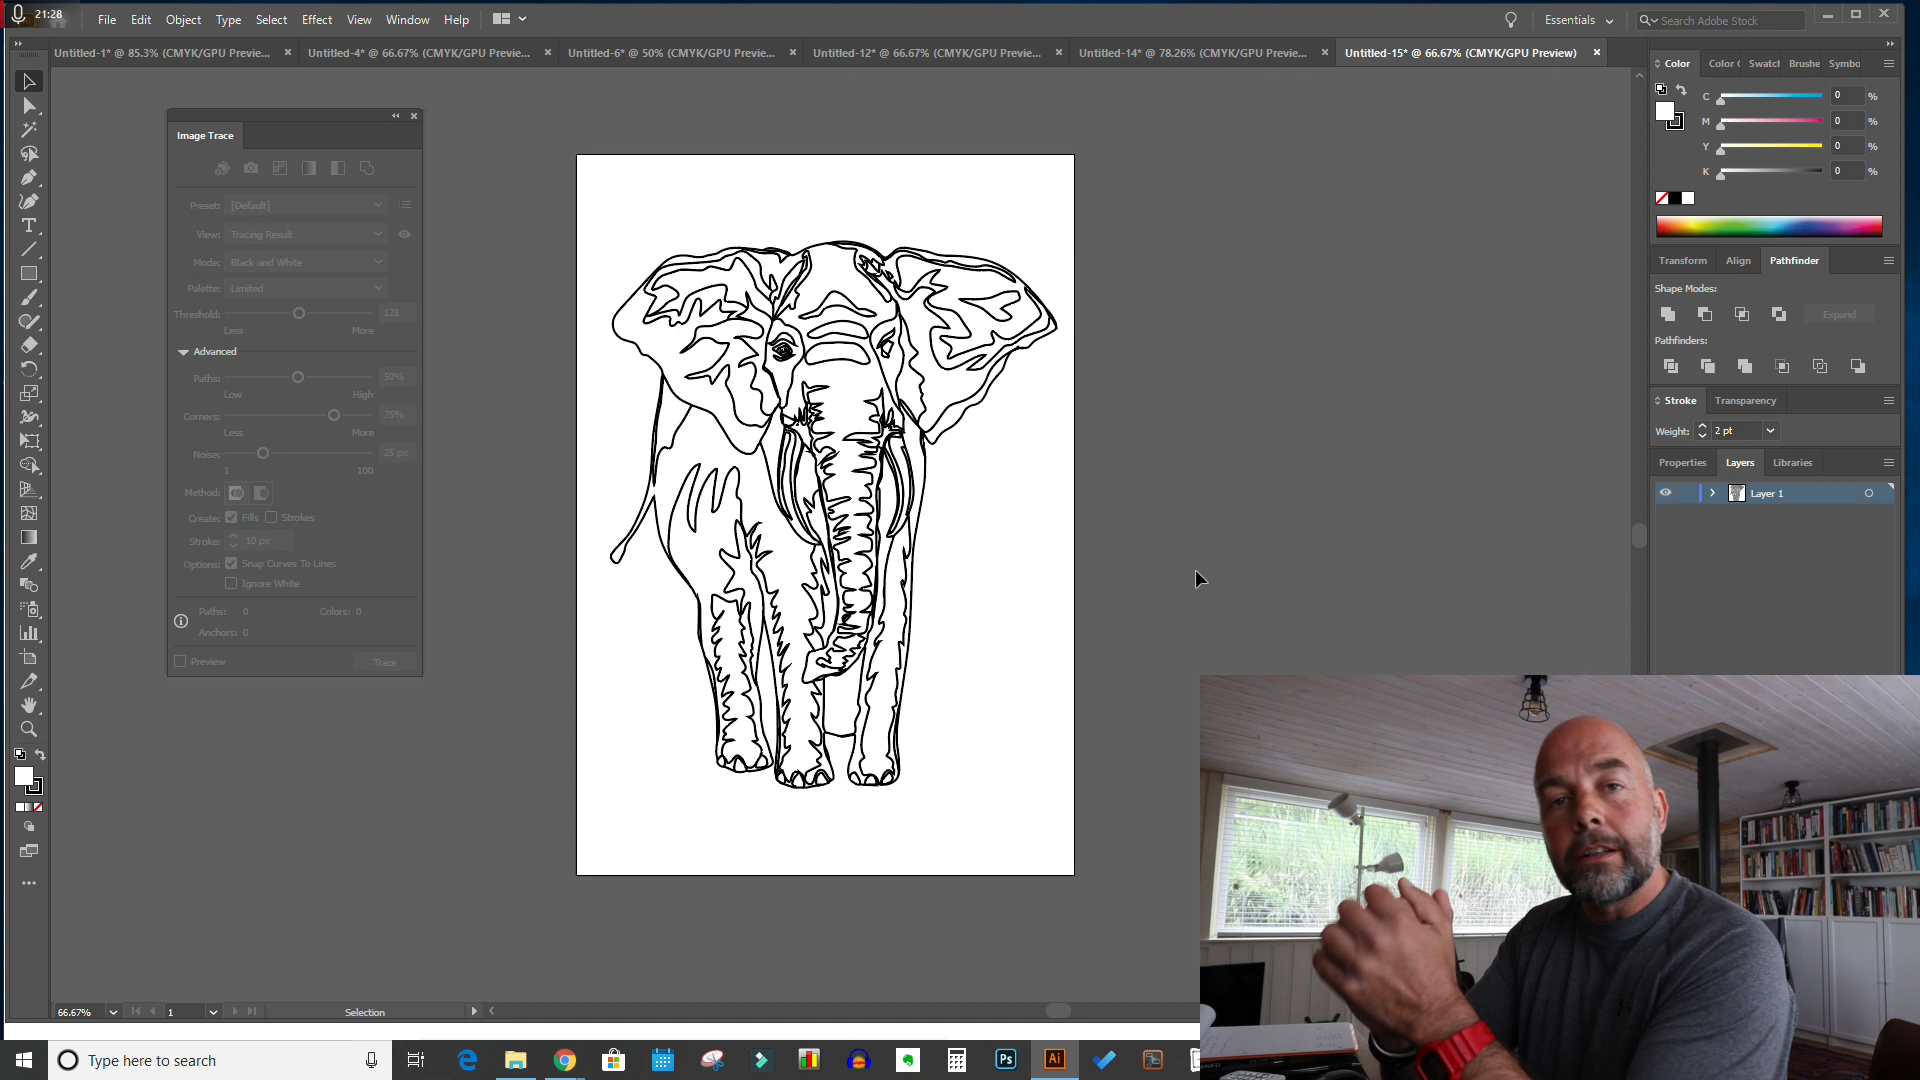 21:28
File Edit Object Type Select Effect View Window Help
Essentials
Search Adobe Stock
Untitled-1* @ 85.3% (CMYK/GPU Previe...
Untitled-4* @ 66.67% (CMYK/GPU Previe...
Untitled-6* @ 50% (CMYK/GPU Previe...
Untitled-12* @ 66.67% (CMYK/GPU Previe...
Untitled-14* @ 78.26% (CMYK/GPU Previe...
Untitled-15* @ 66.67% (CMYK/GPU Preview)
Image Trace
Preset: [Default]
View: Tracing Result
Mode: Black and White
Palette: Limited
Threshold: 128
Less More
Advanced
Paths: 50%
Low High
Corners: 75%
Less More
Noise: 25 px
1 100
Method:
Create: Fills Strokes
Stroke: 10 px
Options: Snap Curves To Lines
Ignore White
Paths: 0 Colors: 0
Anchors: 0
Preview Trace
Color Color Swatch Brushe Symbo
C 0 %
M 0 %
Y 0 %
K 0 %
Transform Align Pathfinder
Shape Modes:
Expand
Pathfinders:
Stroke Transparency
Weight: 2 pt
Properties Layers Libraries
Layer 1
66.67% 1 Selection
Type here to search
Ps Ai